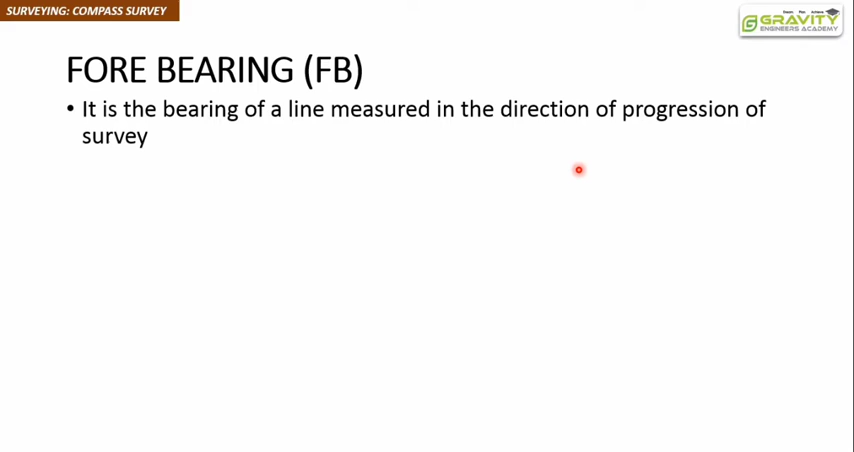 SURVEYING: COMPASS SURVEY
GRAVITY
ENGINEERS ACADEMY
FORE BEARING (FB)
• It is the bearing of a line measured in the direction of progression of
survey